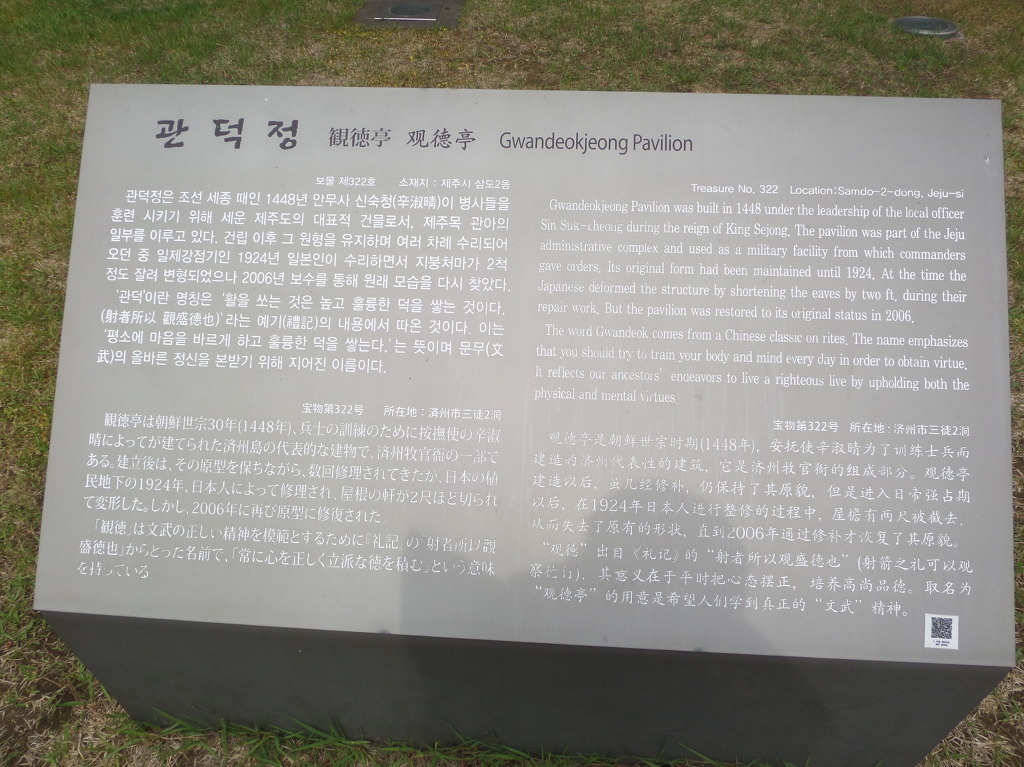 관덕정 観徳亭 观德亭 Gwandeokjeong Pavilion
보물 제322호 소재지 : 제주시 삼도2동
관덕정은 조선 세종 때인 1448년 안무사 신숙청(辛淑晴)이 병사들을
훈련 시키기 위해 세운 제주도의 대표적 건물로서, 제주목 관아의
일부를 이루고 있다. 건립 이후 그 원형을 유지하며 여러 차례 수리되어
오던 중 일제강점기인 1924년 일본인이 수리하면서 지붕처마가 2척
정도 잘려 변형되었으나 2006년 보수를 통해 원래 모습을 다시 찾았다.
'관덕'이란 명칭은 '활을 쏘는 것은 높고 훌륭한 덕을 쌓는 것이다.
(射者所以 觀盛德也)'라는 예기(禮記)의 내용에서 따온 것이다. 이는
'평소에 마음을 바르게 하고 훌륭한 덕을 쌓는다.'는 뜻이며 문무(文
武)의 올바른 정신을 본받기 위해 지어진 이름이다.
Treasure No. 322 Location:Samdo-2-dong, Jeju-si
Gwandeokjeong Pavilion was built in 1448 under the leadership of the local officer
Sin Suk-cheong during the reign of King Sejong. The pavilion was part of the Jeju
administrative complex and used as a military facility from which commanders
gave orders. Its original form had been maintained until 1924. At the time the
Japanese deformed the structure by shortening the eaves by two ft. during their
repair work. But the pavilion was restored to its original status in 2006.
The word Gwandeok comes from a Chinese classic on rites. The name emphasizes
that you should try to train your body and mind every day in order to obtain virtue.
It reflects our ancestors' endeavors to live a righteous live by upholding both the
physical and mental virtues
宝物第322号 所在地 : 済州市三徒2洞
観徳亭は朝鮮世宗30年(1448年)、兵士の訓練のために按撫使の辛淑
晴によってが建てられた済州島の代表的な建物で、済州牧官衙の一部で
ある。建立後は、その原型を保ちながら、数回修理されてきたか、日本の植
民地下の1924年、日本人によって修理され、屋根の軒が2尺ほど切られ
て変形した。しかし、2006年に再び原型に修復された
「観徳」は文武の正しい精神を模範とするために『礼記』の「射者所以觀
盛徳也」からとった名前で、「常に心を正しく立派な徳を積む」という意味
を持っている
宝物第322号 所在地 : 济州市三徒2洞
观德亭是朝鲜世宗时期(1448年), 安抚使辛淑晴为了训练士兵而
建造的济州代表性的建筑, 它是济州牧官衙的组成部分。观德亭
建造以后, 虽几经修补, 仍保持了其原貌, 但是进入日帝强占期
以后, 在1924年日本人进行整修的过程中, 屋檐有两尺被截去,
从而失去了原有的形状, 直到2006年通过修补才恢复了其原貌。
"观德" 出自《礼记》的 "射者所以观盛德也" (射箭之礼可以观
察德行), 其意义在于平时把心态摆正, 培养高尚品德。取名为
"观德亭" 的用意是希望人们学到真正的 "文武" 精神。